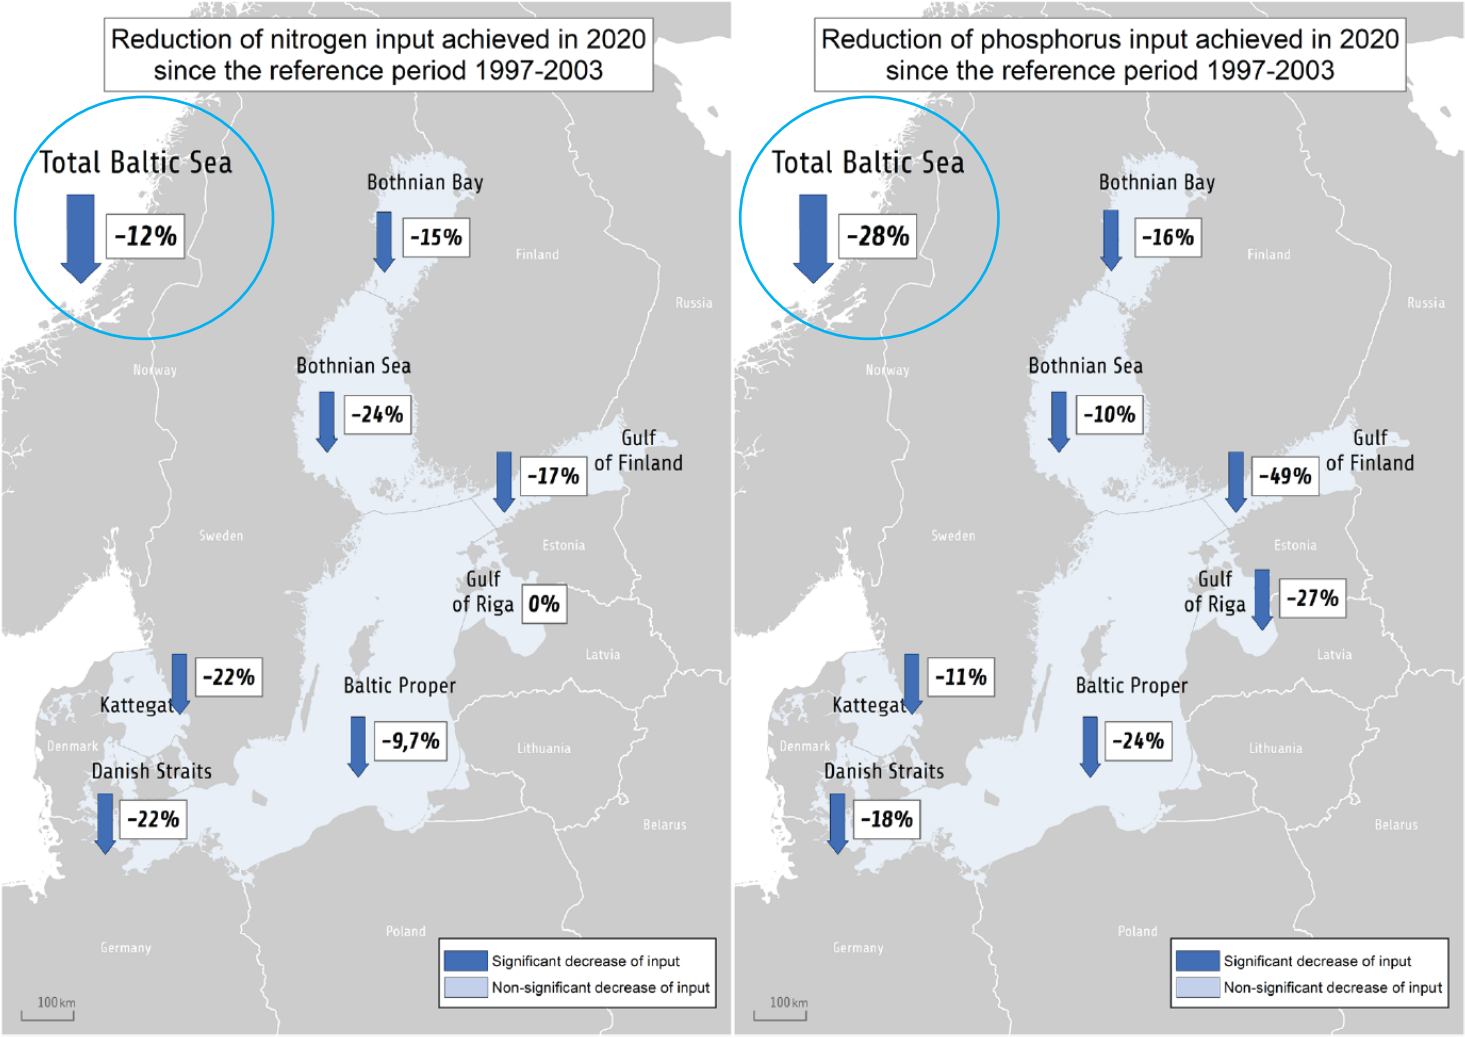 Reduction of nitrogen input achieved in 2020
since the reference period 1997-2003
Total Baltic Sea
-12%
Bothnian Bay
-15%
Finland
Russia
Norway
Bothnian Sea
-24%
Gulf
of Finland
-17%
Sweden
Estonia
Gulf
of Riga
0%
Latvia
-22%
Kattegat
Baltic Proper
-9,7%
Denmark
Lithuania
Danish Straits
-22%
Belarus
Poland
Germany
Significant decrease of input
Non-significant decrease of input
100 km
Reduction of phosphorus input achieved in 2020
since the reference period 1997-2003
Total Baltic Sea
-28%
Bothnian Bay
-16%
Finland
Russia
Norway
Bothnian Sea
-10%
Gulf
of Finland
-49%
Sweden
Estonia
Gulf
of Riga
-27%
Latvia
-11%
Kattegat
Baltic Proper
-24%
Denmark
Lithuania
Danish Straits
-18%
Belarus
Poland
Germany
Significant decrease of input
Non-significant decrease of input
100 km